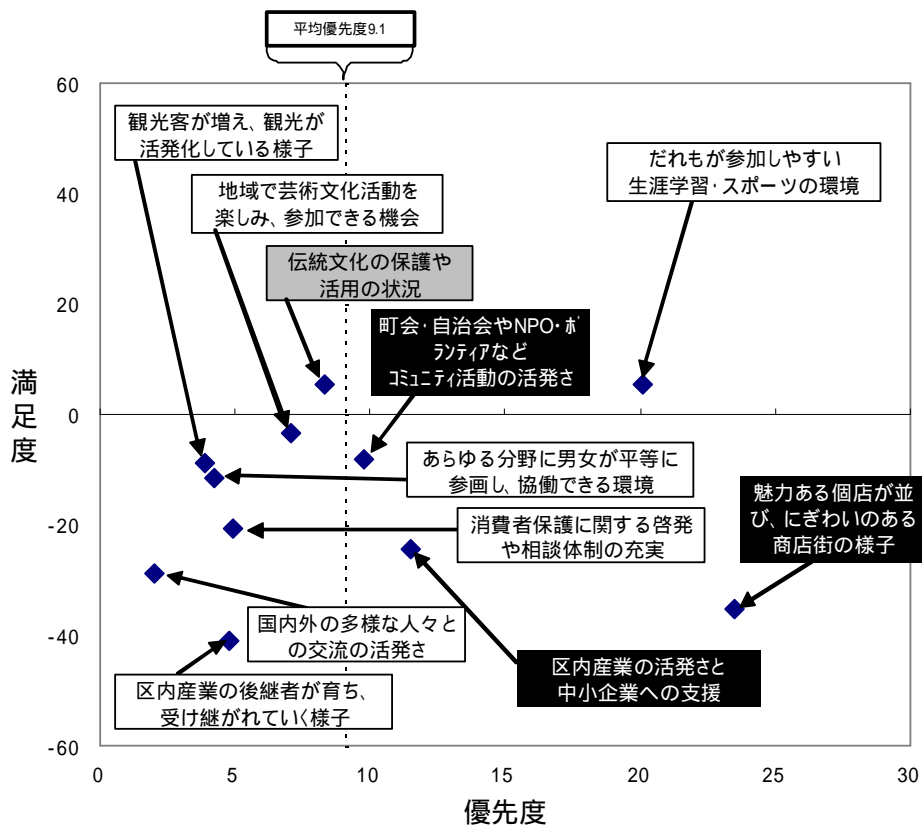 平均優先度9.1
60
観光客が増え、観光が
活発化している様子
だれもが参加しやすい
生涯学習・スポーツの環境
地域で芸術文化活動を
楽しみ、参加できる機会
40
伝統文化の保護や
活用の状況
20
町会・自治会やNPO・ボ
ランティアなど
コミュニティ活動の活発さ
満足度
0
あらゆる分野に男女が平等に
参画し、協働できる環境
魅力ある個店が並
び、にぎわいのある
商店街の様子
消費者保護に関する啓発
や相談体制の充実
-20
国内外の多様な人々と
の交流の活発さ
-40
区内産業の活発さと
中小企業への支援
区内産業の後継者が育ち、
受け継がれていく様子
-60
0 5 10 15 20 25 30
優先度